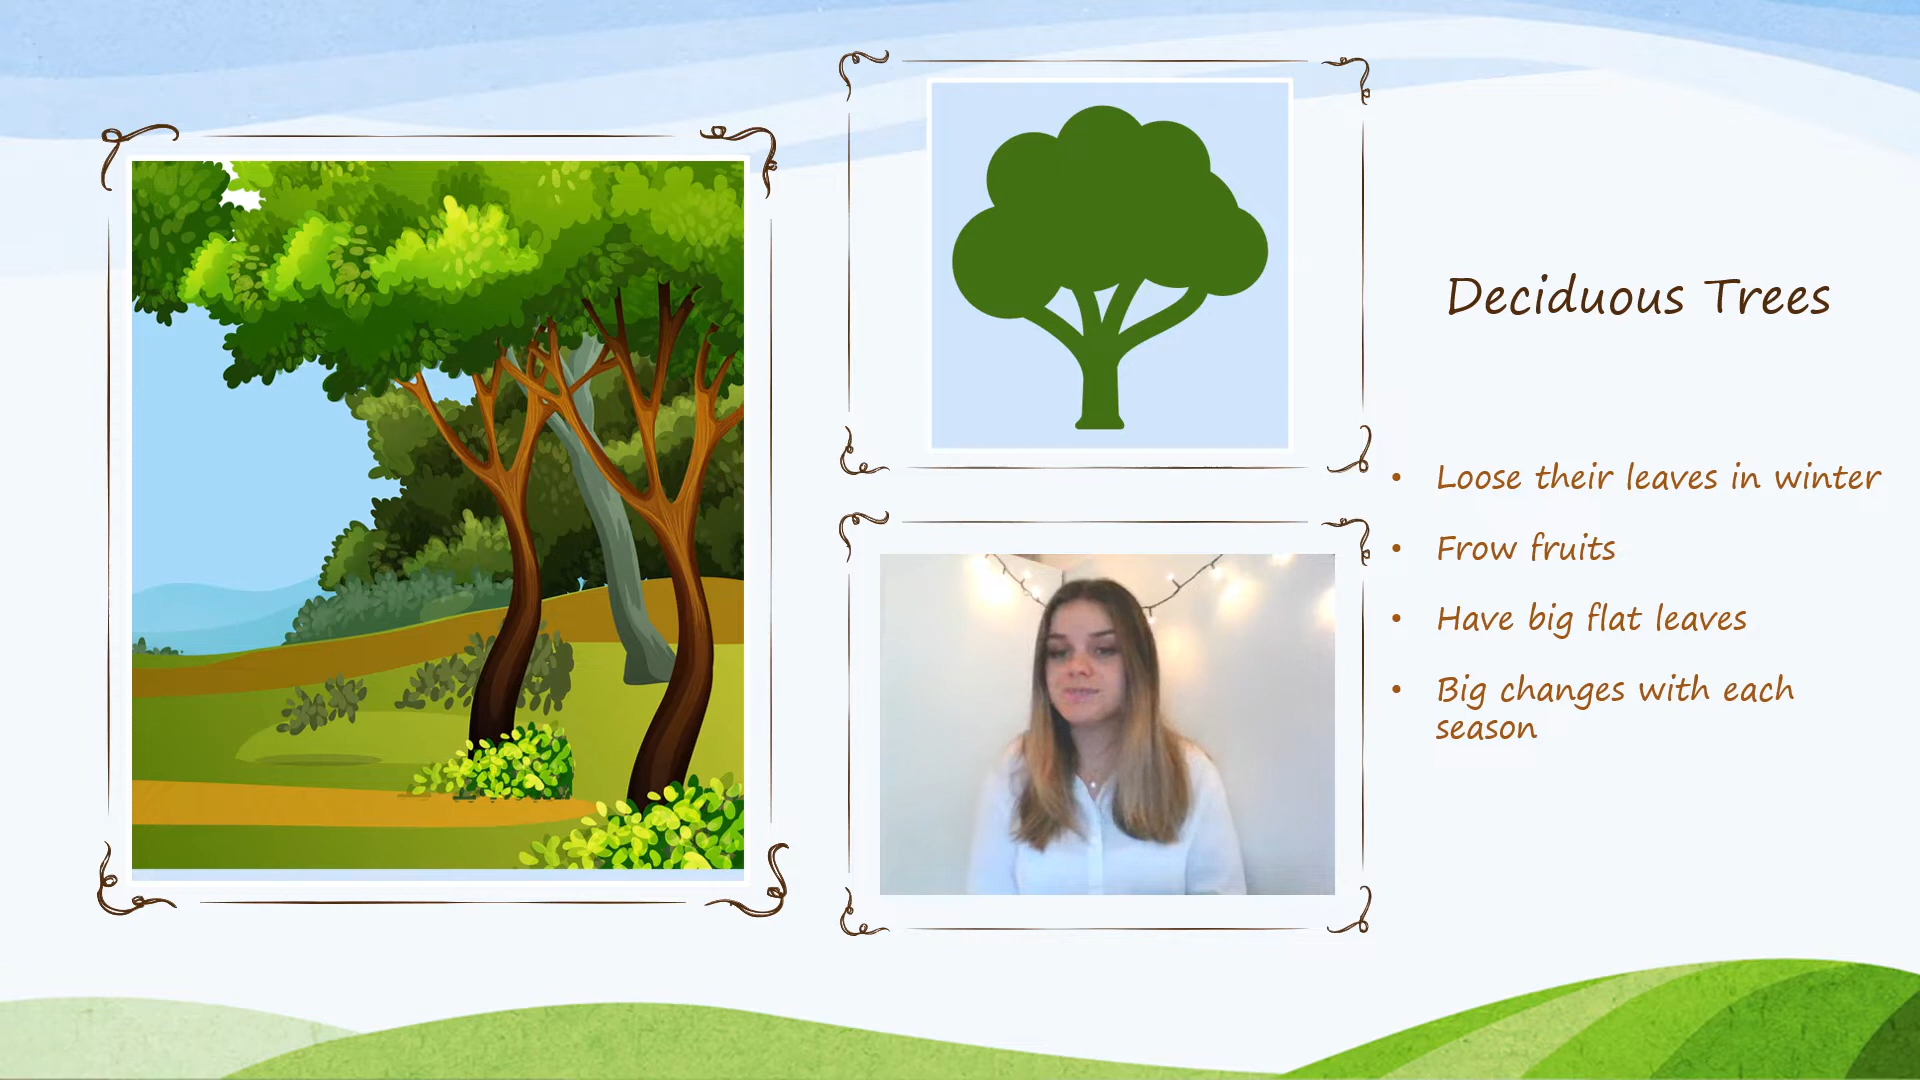 Deciduous Trees
• Loose their leaves in winter
• Frow fruits
• Have big flat leaves
• Big changes with each
season